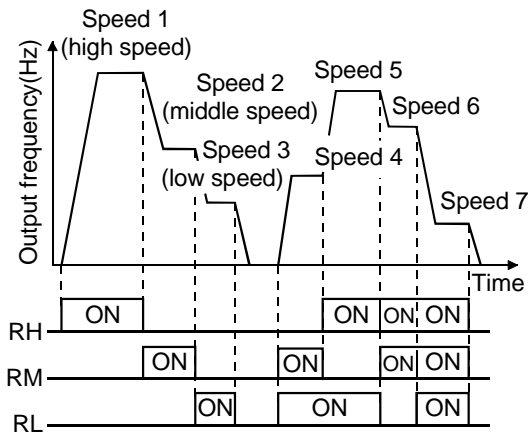 Speed 1
(high speed)
Output frequency(Hz)
Speed 2
(middle speed)
Speed 3
(low speed)
Speed 5
Speed 6
Speed 4
Speed 7
Time
RH ON ON ON ON
RM ON ON ON ON
RL ON ON ON